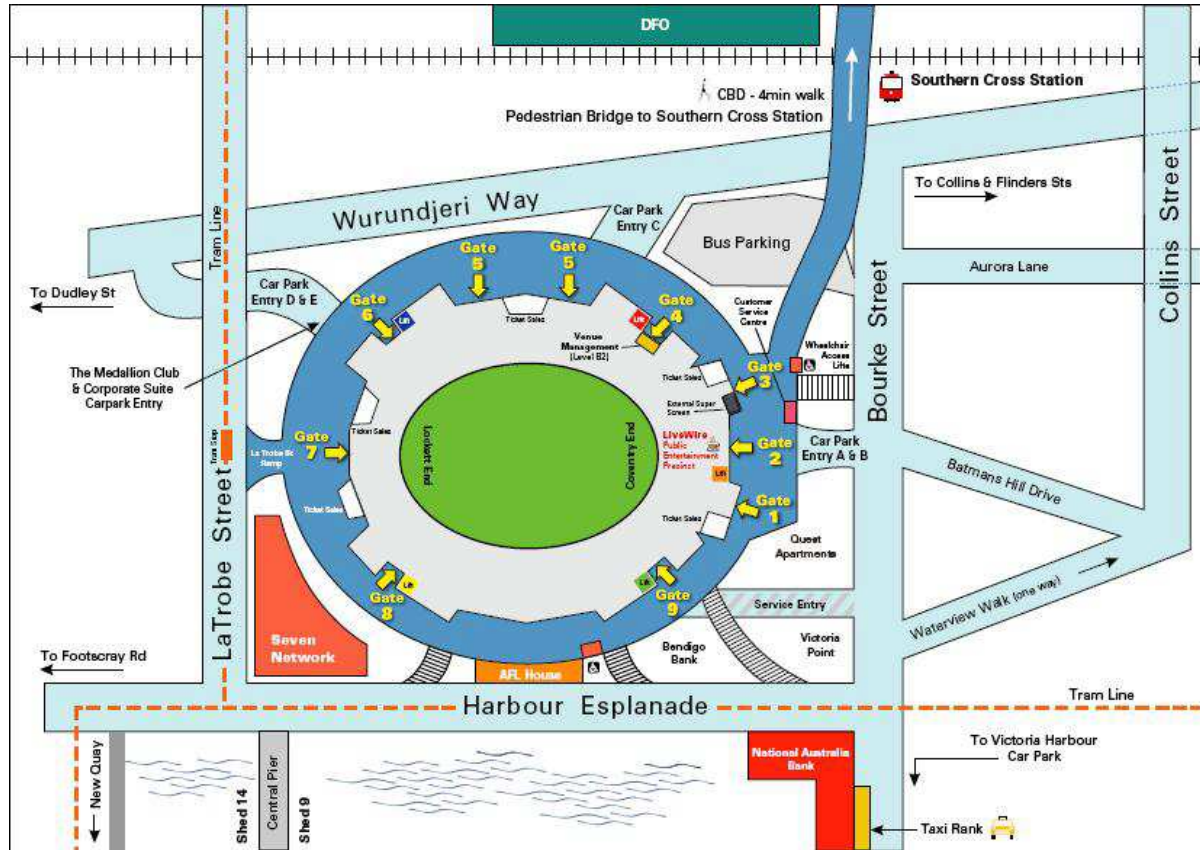 DFO
CBD - 4min walk
Pedestrian Bridge to Southern Cross Station
Southern Cross Station
To Collins & Flinders Sts
Collins Street
Wurundjeri Way
Car Park
Entry C
Bus Parking
Aurora Lane
Tram Line
To Dudley St
Car Park
Entry D & E
Gate
5
Gate
5
Gate
6
Lift
Ticket Sales
Lift
Gate
4
Venue
Management
(Level B2)
Customer
Service
Centre
Bourke Street
Wheelchair
Access
Lifts
The Medallion Club
& Corporate Suite
Carpark Entry
Ticket Sales
Gate
3
External Super
Screen
Ticket Sales
Gate
7
Lockett End
Coventry End
LiveWire
Public
Entertainment
Precinct
Lift
Gate
2
Car Park
Entry A & B
Batmans Hill Drive
Tram Stop
La Trobe St
Ramp
LaTrobe Street
Ticket Sales
Ticket Sales
Gate
1
Quest
Apartments
Gate
8
Lift
Lift
Gate
9
Service Entry
Waterview Walk (one way)
Seven
Network
Bendigo
Bank
Victoria
Point
To Footscray Rd
AFL House
Harbour Esplanade
Tram Line
New Quay
Shed 14
Central Pier
Shed 9
National Australia
Bank
To Victoria Harbour
Car Park
Taxi Rank